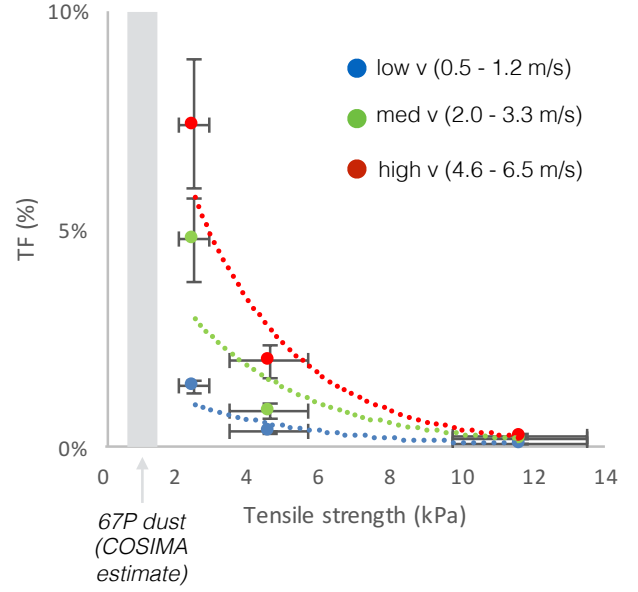 10%
low v (0.5 - 1.2 m/s)
med v (2.0 - 3.3 m/s)
high v (4.6 - 6.5 m/s)
TF (%)
5%
0%
0 2 4 6 8 10 12 14
Tensile strength (kPa)
67P dust
(COSIMA
estimate)